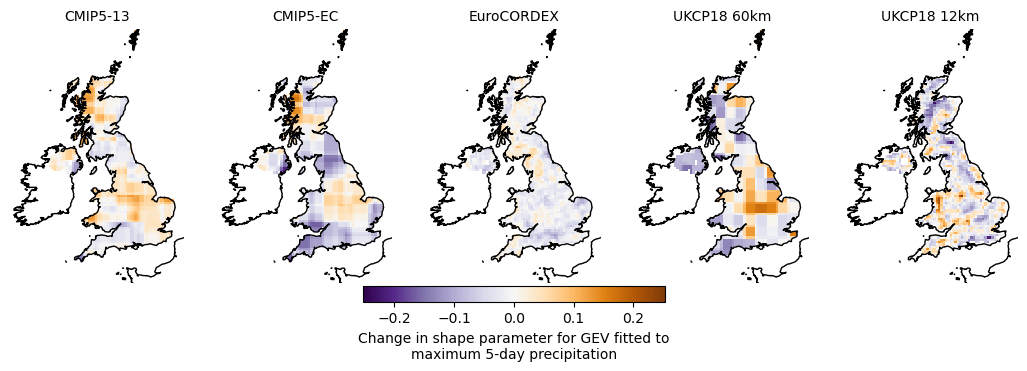 CMIP5-13
CMIP5-EC
EuroCORDEX
UKCP18 60km
UKCP18 12km
−0.2
−0.1
0.0
0.1
0.2
Change in shape parameter for GEV fitted to
maximum 5-day precipitation